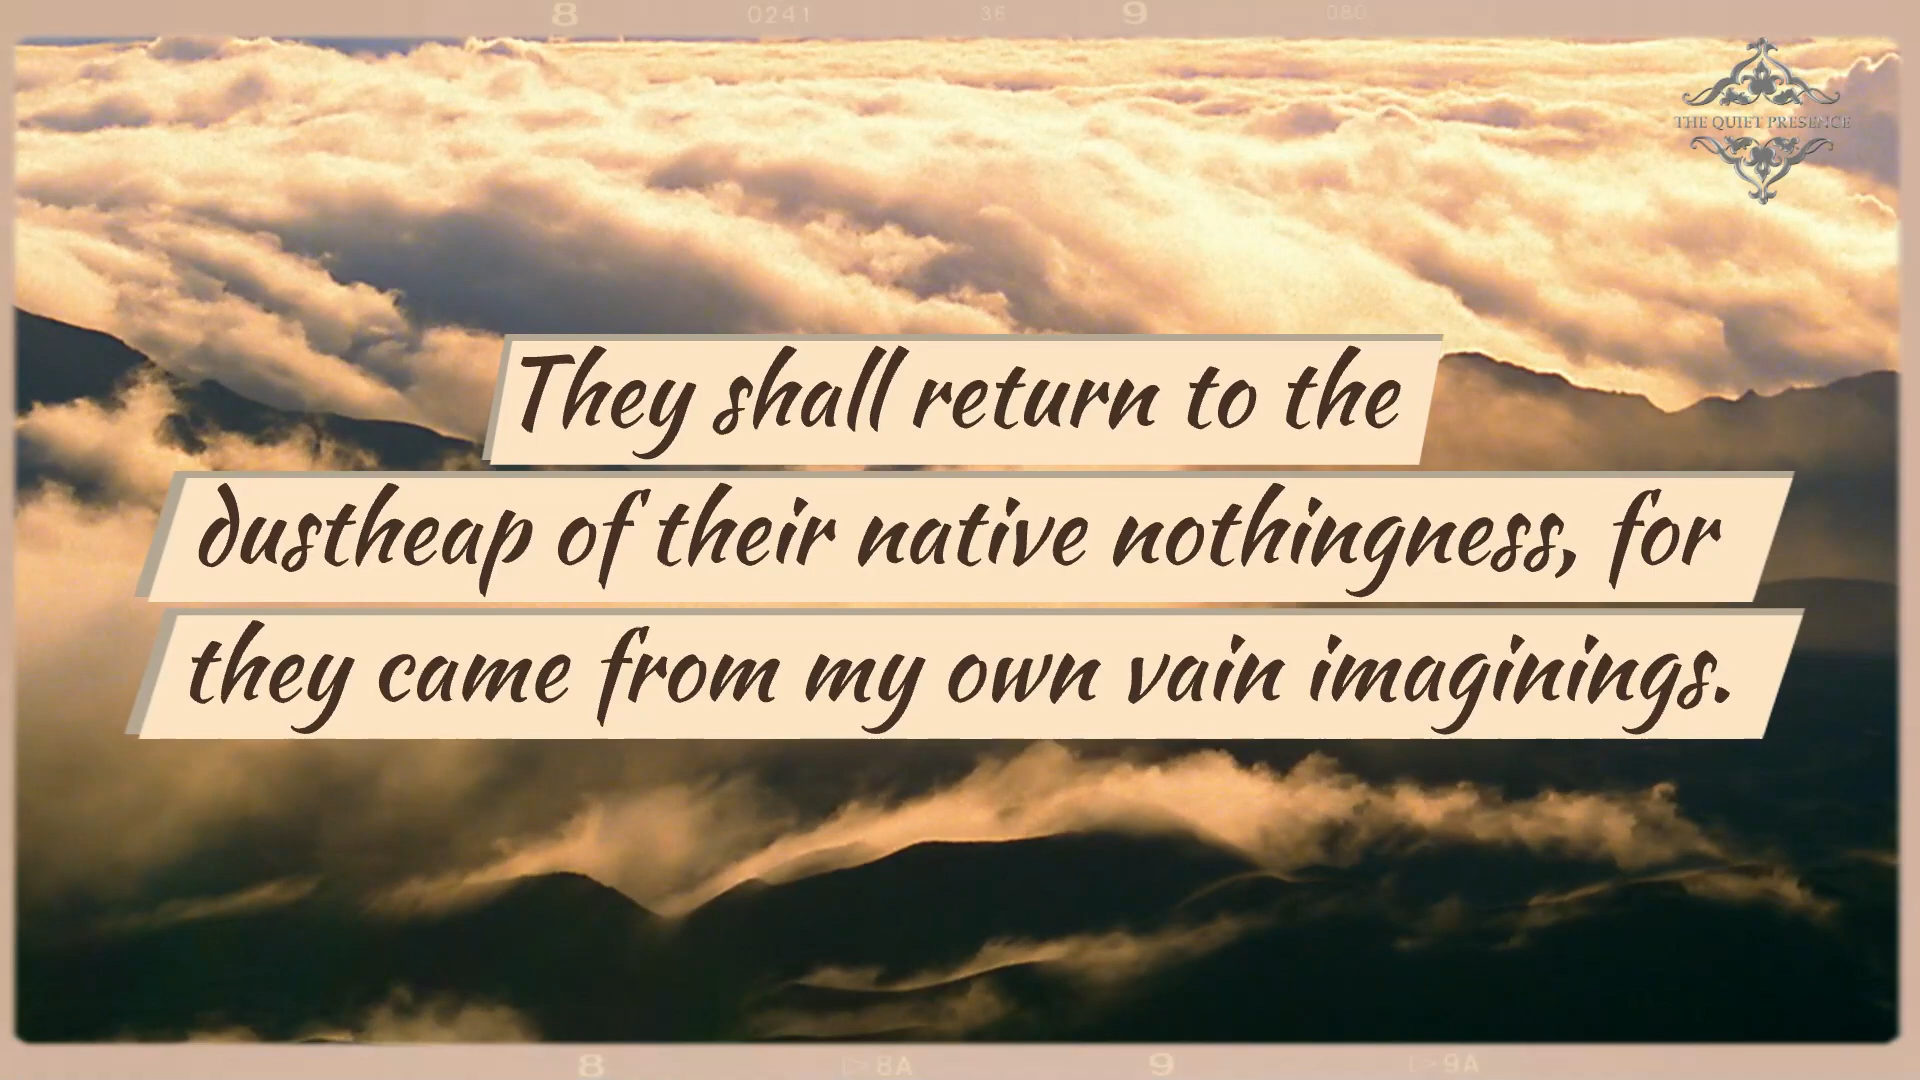 8 0241 36 9 080
THE QUIET PRESENCE
They shall return to the
dustheap of their native nothingness, for
they came from my own vain imaginings.
8 ▷8A 9 ▷9A